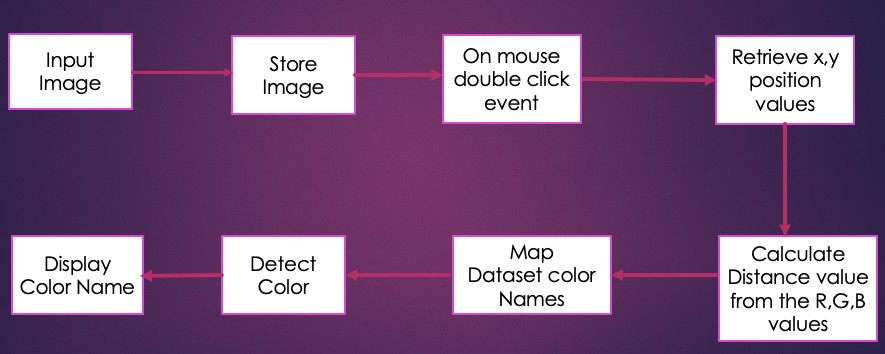 Input
Image
Store
Image
On mouse
double click
event
Retrieve x,y
position
values
Calculate
Distance value
from the R,G,B
values
Map
Dataset color
Names
Detect
Color
Display
Color Name